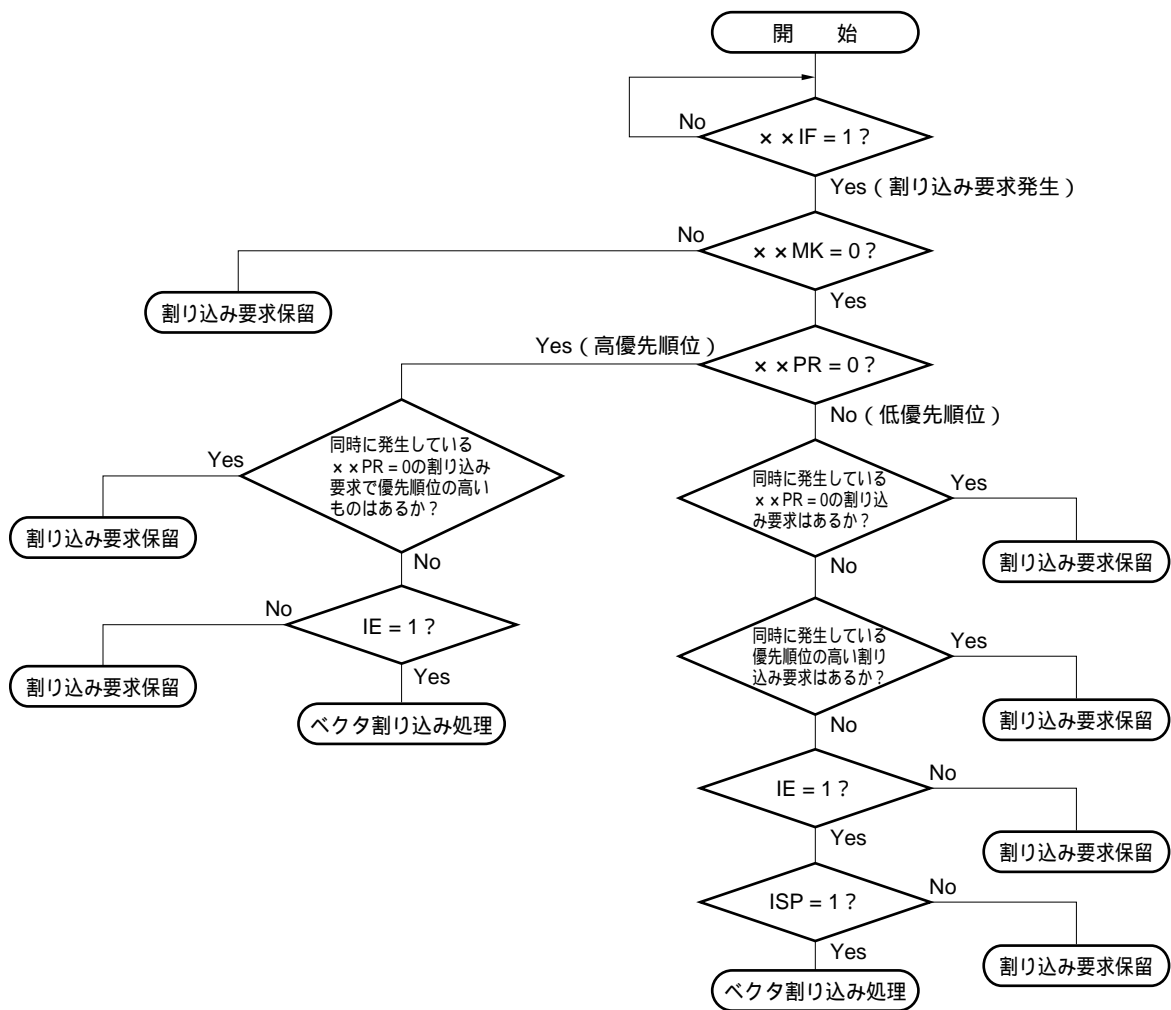 開 始
No
××IF = 1?
Yes(割り込み要求発生)
No
××MK = 0?
割り込み要求保留
Yes
Yes(高優先順位)
××PR = 0?
No(低優先順位)
Yes
同時に発生している
××PR = 0の割り込み
要求で優先順位の高い
ものはあるか?
割り込み要求保留
No
同時に発生している
××PR = 0の割り込
み要求はあるか?
Yes
割り込み要求保留
No
No
IE = 1?
割り込み要求保留
Yes
ベクタ割り込み処理
同時に発生している
優先順位の高い割り
込み要求はあるか?
Yes
割り込み要求保留
No
IE = 1?
No
割り込み要求保留
Yes
ISP = 1?
No
割り込み要求保留
Yes
ベクタ割り込み処理